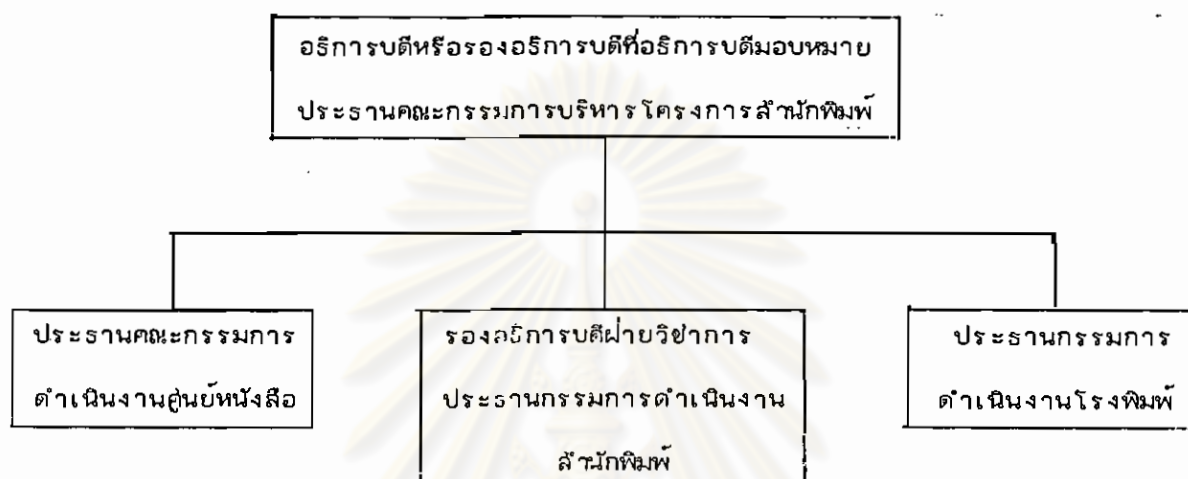 อธิการบดีหรือรองอธิการบดีที่อธิการบดีมอบหมาย
ประธานคณะกรรมการบริหารโครงการสำนักพิมพ์
ประธานคณะกรรมการ
ดำเนินงานศูนย์หนังสือ
รองอธิการบดีฝ่ายวิชาการ
ประธานกรรมการดำเนินงาน
สำนักพิมพ์
ประธานกรรมการ
ดำเนินงานโรงพิมพ์